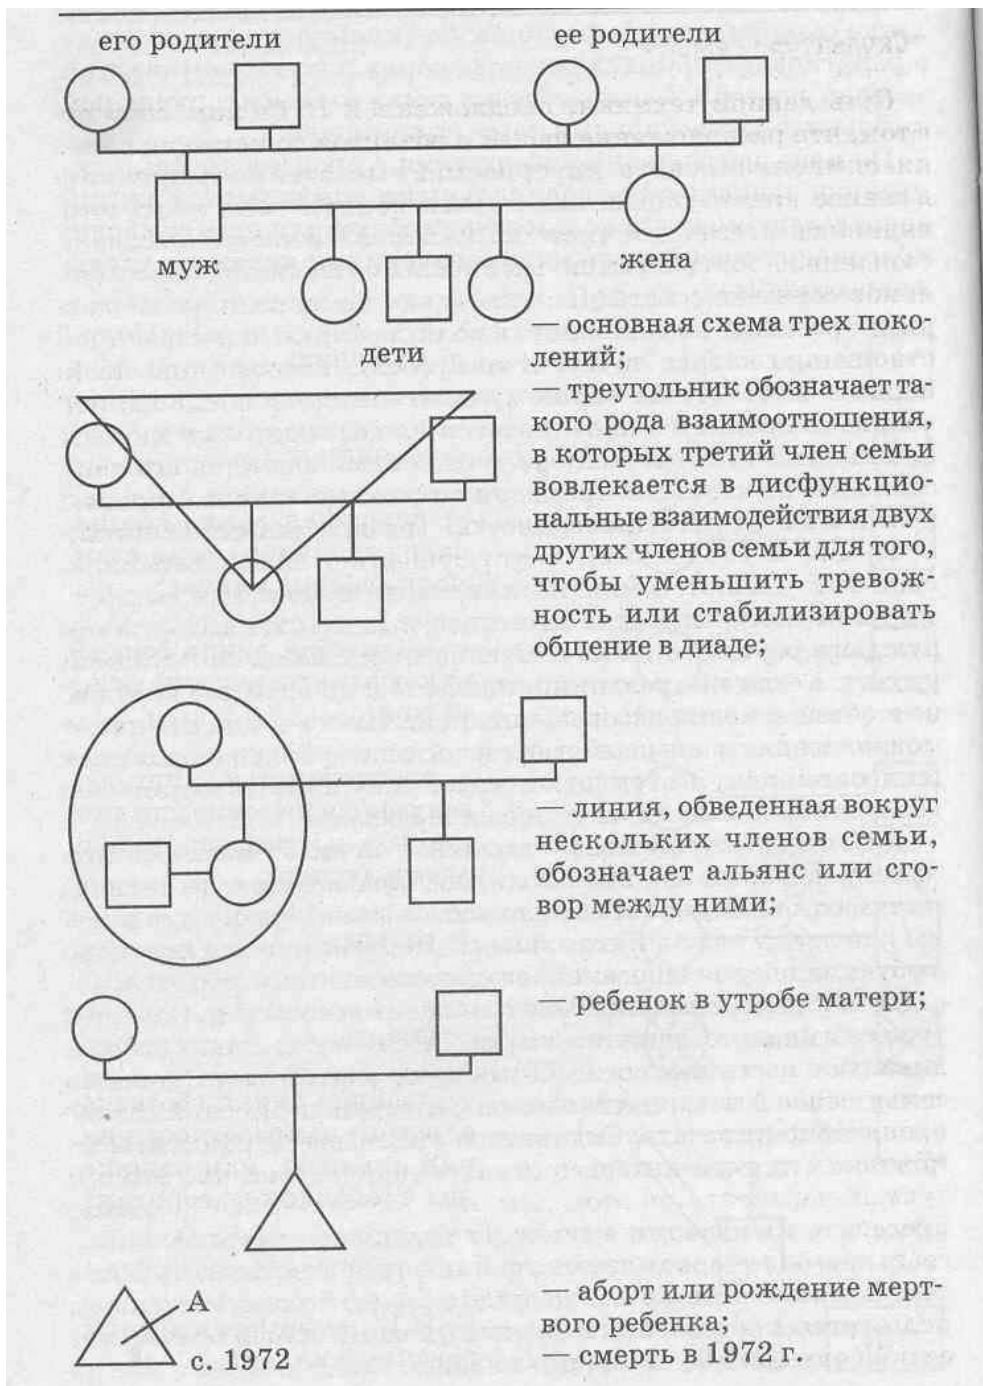 его родители
ее родители
муж
жена
дети
— основная схема трех поко-
лений;
— треугольник обозначает та-
кого рода взаимоотношения,
в которых третий член семьи
вовлекается в дисфункцио-
нальные взаимодействия двух
других членов семьи для того,
чтобы уменьшить тревож-
ность или стабилизировать
общение в диаде;
— линия, обведенная вокруг
нескольких членов семьи,
обозначает альянс или сго-
вор между ними;
— ребенок в утробе матери;
А
с. 1972
— аборт или рождение мерт-
вого ребенка;
— смерть в 1972 г.